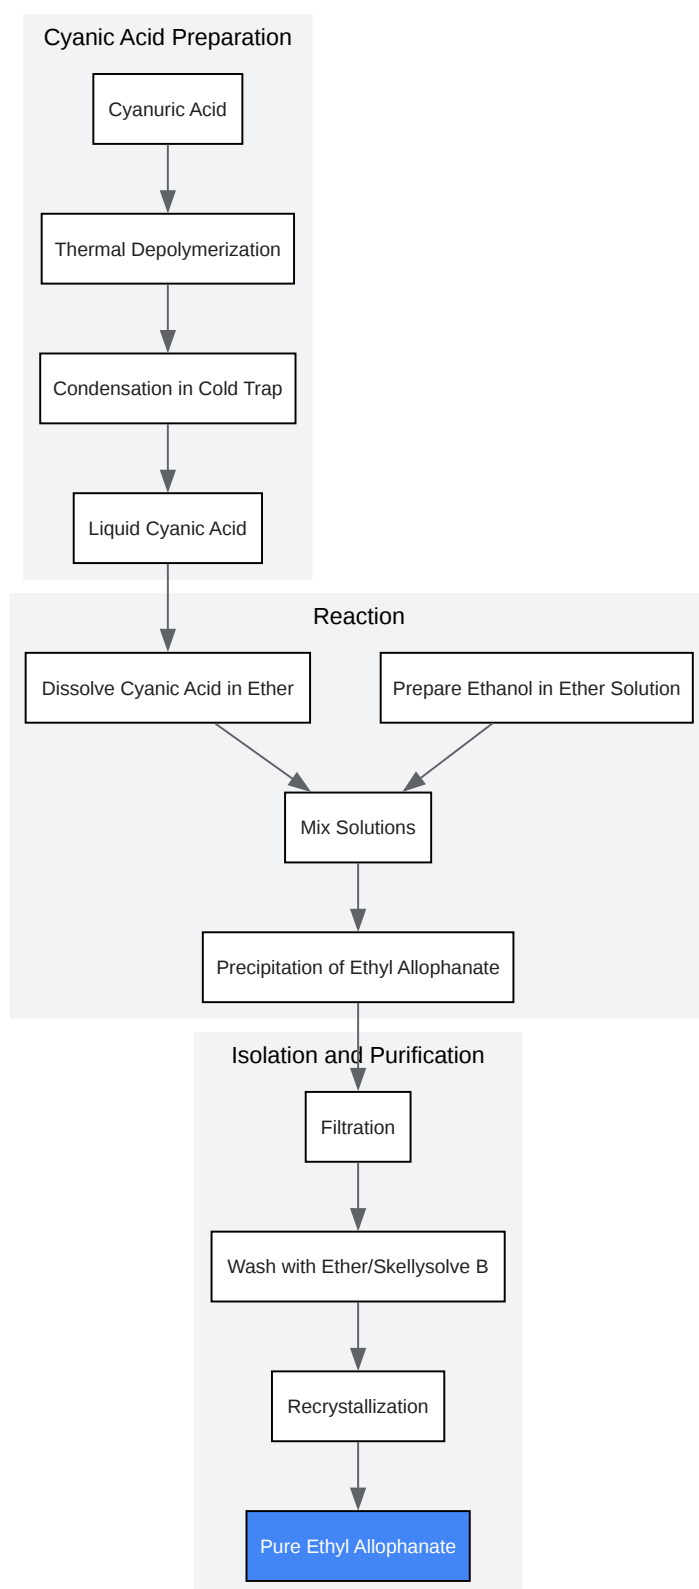 Cyanic Acid Preparation
Cyanuric Acid
Thermal Depolymerization
Condensation in Cold Trap
Liquid Cyanic Acid
Reaction
Dissolve Cyanic Acid in Ether
Prepare Ethanol in Ether Solution
Mix Solutions
Precipitation of Ethyl Allophanate
Isolation and Purification
Filtration
Wash with Ether/Skellysolve B
Recrystallization
Pure Ethyl Allophanate